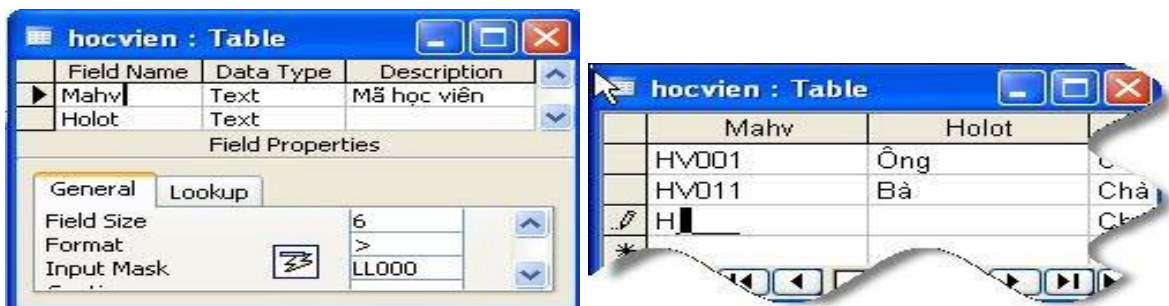 hocvien : Table
Field Name Data Type Description
Mahv Text Mã học viên
Holot Text
Field Properties
General Lookup
Field Size 6
Format >
Input Mask LL000
hocvien : Table
Mahv Holot
HV001 Ông
HV011 Bà Chà
H